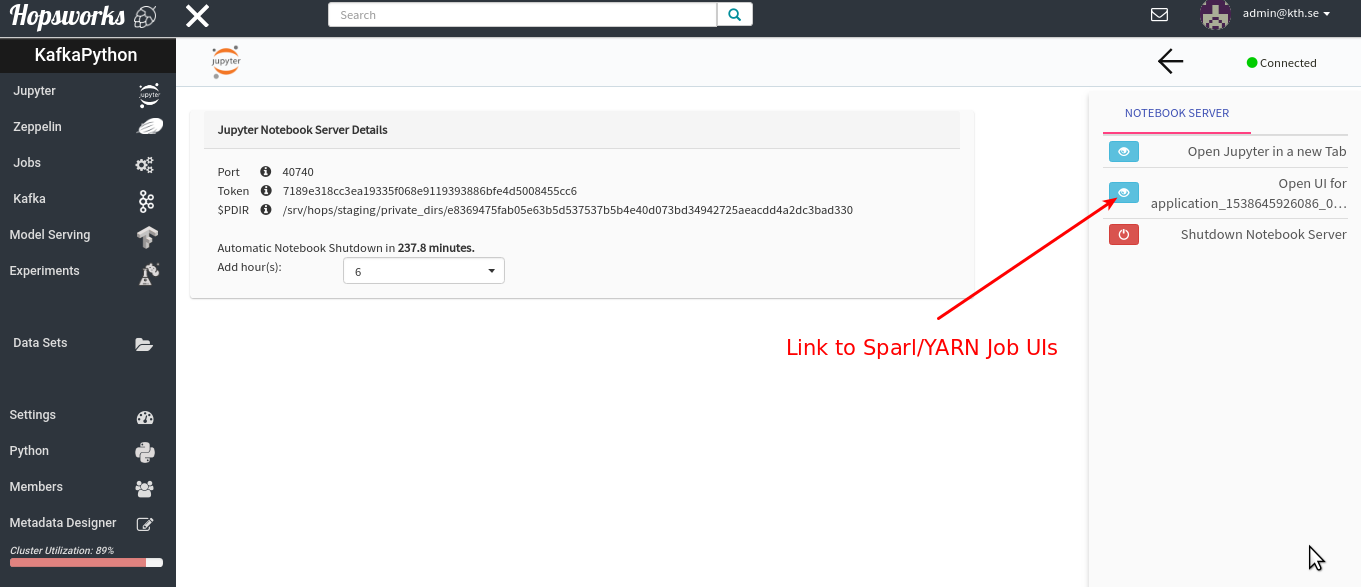 Hopsworks
Search
admin@kth.se
KafkaPython
jupyter
Connected
Jupyter
jupyter
Zeppelin
Jobs
Kafka
Model Serving
Experiments
Data Sets
Settings
Python
Members
Metadata Designer
Cluster Utilization: 89%
Jupyter Notebook Server Details
Port 40740
Token 7189e318cc3ea19335f068e9119393886bfe4d5008455cc6
$PDIR /srv/hops/staging/private_dirs/e8369475fab05e63b5d537537b5b4e40d073bd34942725aeacdd4a2dc3bad330
Automatic Notebook Shutdown in 237.8 minutes.
Add hour(s): 6
Link to Sparl/YARN Job UIs
NOTEBOOK SERVER
Open Jupyter in a new Tab
Open UI for
application_1538645926086_0...
Shutdown Notebook Server